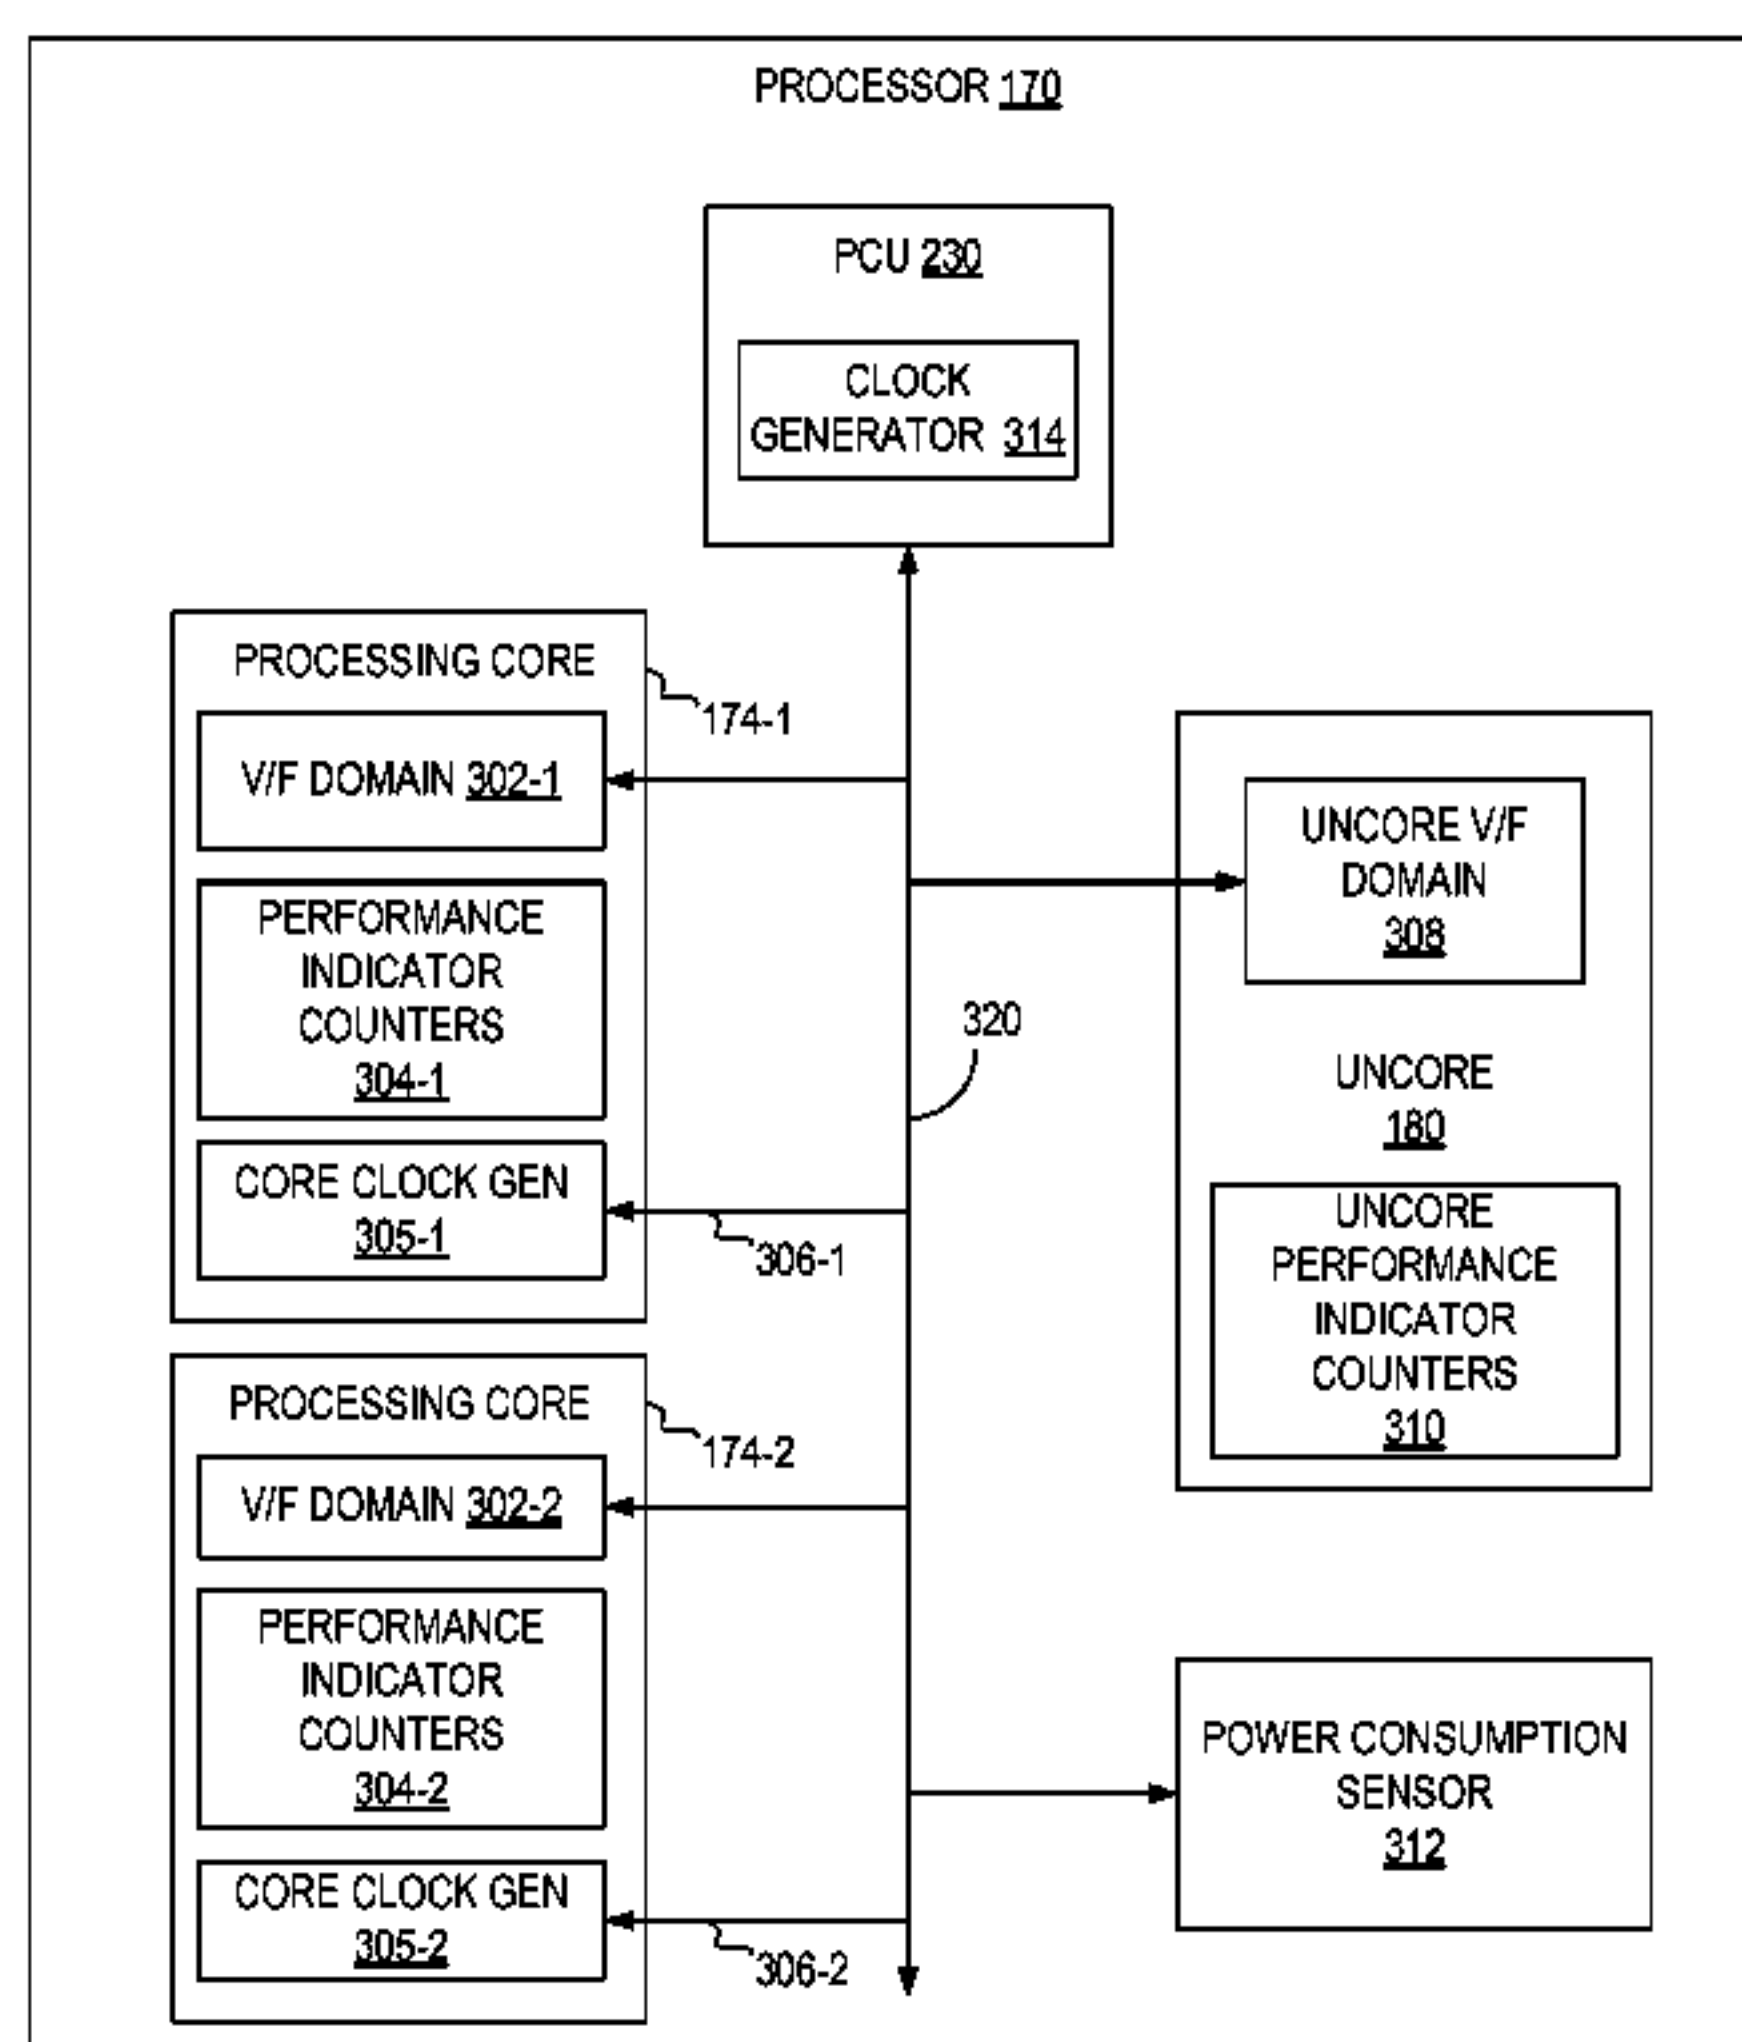 PROCESSOR 170
PCU 230
CLOCK
GENERATOR 314
PROCESSING CORE
174-1
V/F DOMAIN 302-1
PERFORMANCE
INDICATOR
COUNTERS
304-1
CORE CLOCK GEN
305-1
306-1
PROCESSING CORE
174-2
V/F DOMAIN 302-2
PERFORMANCE
INDICATOR
COUNTERS
304-2
CORE CLOCK GEN
305-2
306-2
320
UNCORE V/F
DOMAIN
308
UNCORE
180
UNCORE
PERFORMANCE
INDICATOR
COUNTERS
310
POWER CONSUMPTION
SENSOR
312